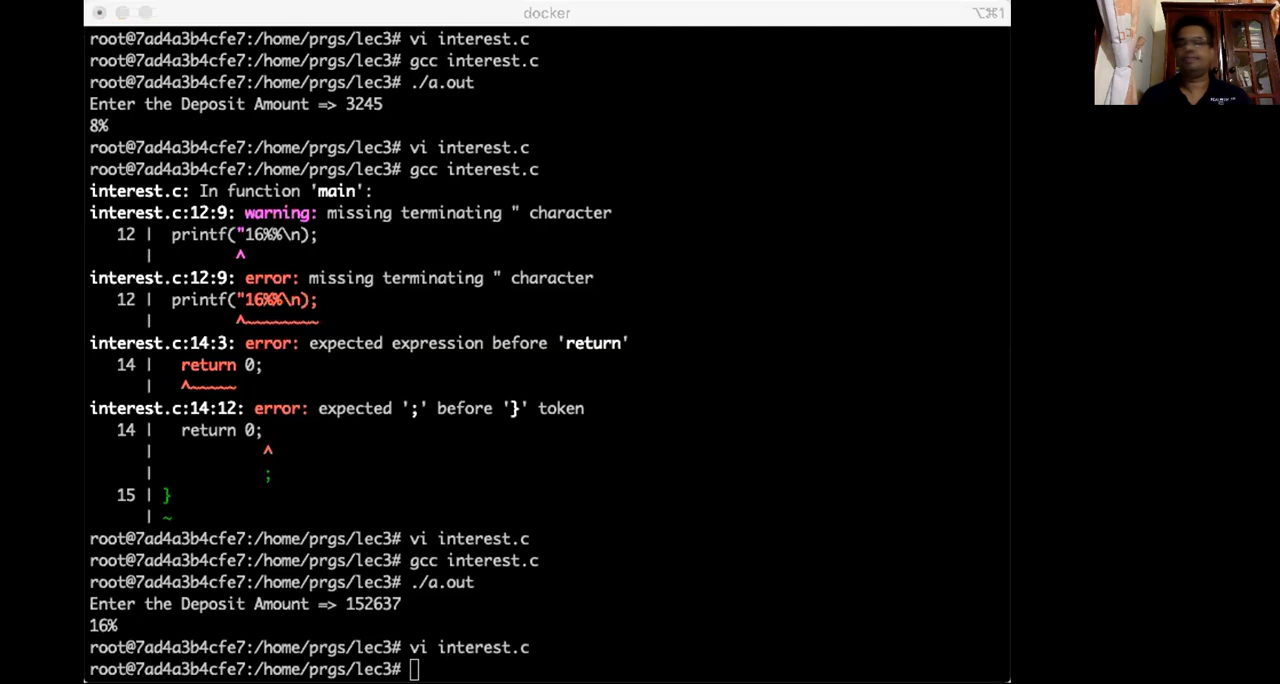 docker
⌥⌘1
root@7ad4a3b4cfe7:/home/prgs/lec3# vi interest.c
root@7ad4a3b4cfe7:/home/prgs/lec3# gcc interest.c
root@7ad4a3b4cfe7:/home/prgs/lec3# ./a.out
Enter the Deposit Amount => 3245
8%
root@7ad4a3b4cfe7:/home/prgs/lec3# vi interest.c
root@7ad4a3b4cfe7:/home/prgs/lec3# gcc interest.c
interest.c: In function 'main':
interest.c:12:9: warning: missing terminating " character
12 | printf("16%%\n);
| ^
interest.c:12:9: error: missing terminating " character
12 | printf("16%%\n);
| ^~~~~~~~~
interest.c:14:3: error: expected expression before 'return'
14 | return 0;
| ^~~~~~
interest.c:14:12: error: expected ';' before '}' token
14 | return 0;
| ^
| ;
15 | }
| ~
root@7ad4a3b4cfe7:/home/prgs/lec3# vi interest.c
root@7ad4a3b4cfe7:/home/prgs/lec3# gcc interest.c
root@7ad4a3b4cfe7:/home/prgs/lec3# ./a.out
Enter the Deposit Amount => 152637
16%
root@7ad4a3b4cfe7:/home/prgs/lec3# vi interest.c
root@7ad4a3b4cfe7:/home/prgs/lec3#